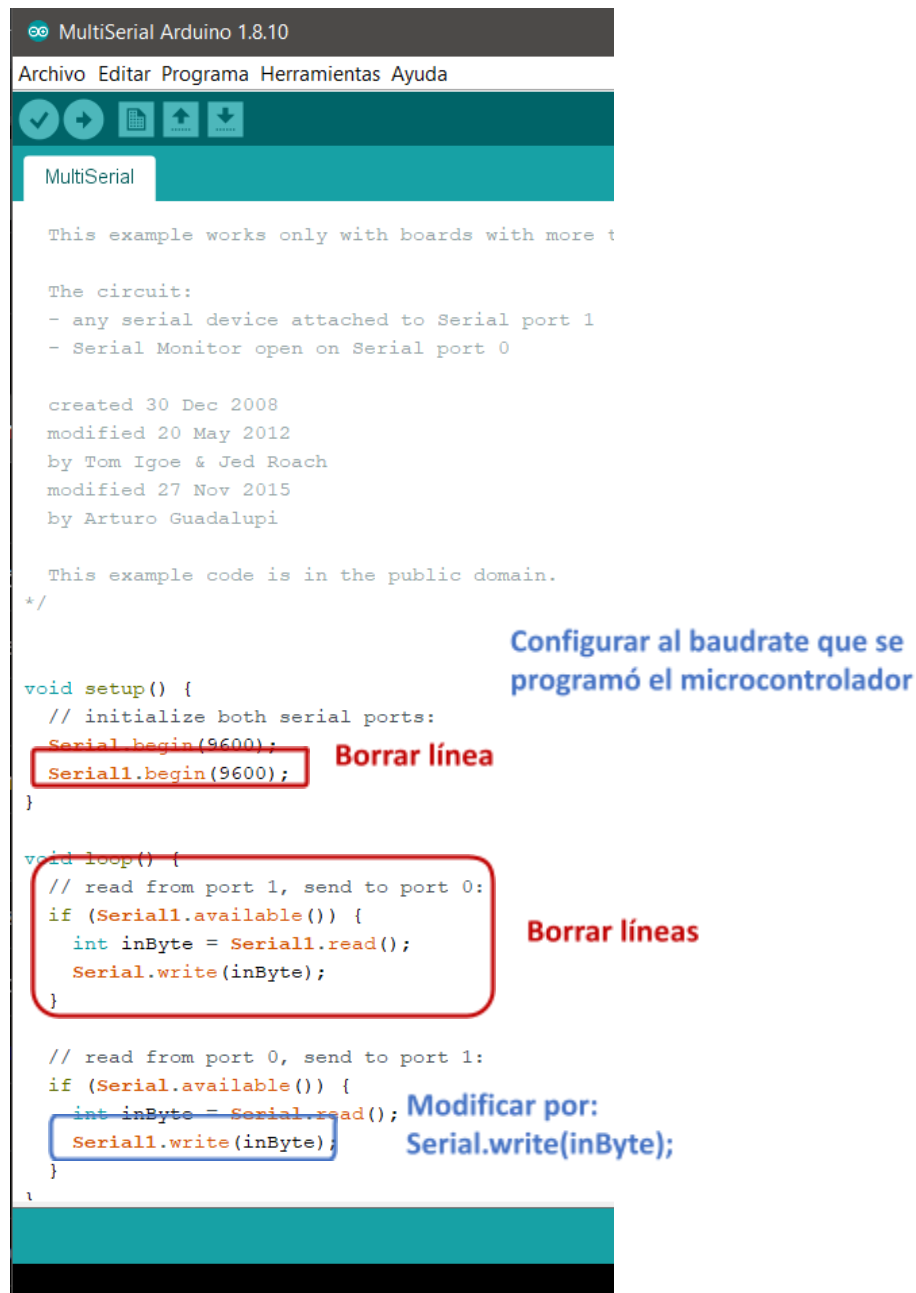 MultiSerial Arduino 1.8.10
Archivo Editar Programa Herramientas Ayuda
MultiSerial
This example works only with boards with more t
The circuit:
- any serial device attached to Serial port 1
- Serial Monitor open on Serial port 0
created 30 Dec 2008
modified 20 May 2012
by Tom Igoe & Jed Roach
modified 27 Nov 2015
by Arturo Guadalupi
This example code is in the public domain.
*/
Configurar al baudrate que se
programó el microcontrolador
void setup() {
// initialize both serial ports:
Serial.begin(9600);
Serial1.begin(9600);
Borrar línea
}
void loop() {
// read from port 1, send to port 0:
if (Serial1.available()) {
int inByte = Serial1.read();
Serial.write(inByte);
}
Borrar líneas
// read from port 0, send to port 1:
if (Serial.available()) {
int inByte = Serial.read();
Serial1.write(inByte);
Modificar por:
Serial.write(inByte);
}
}